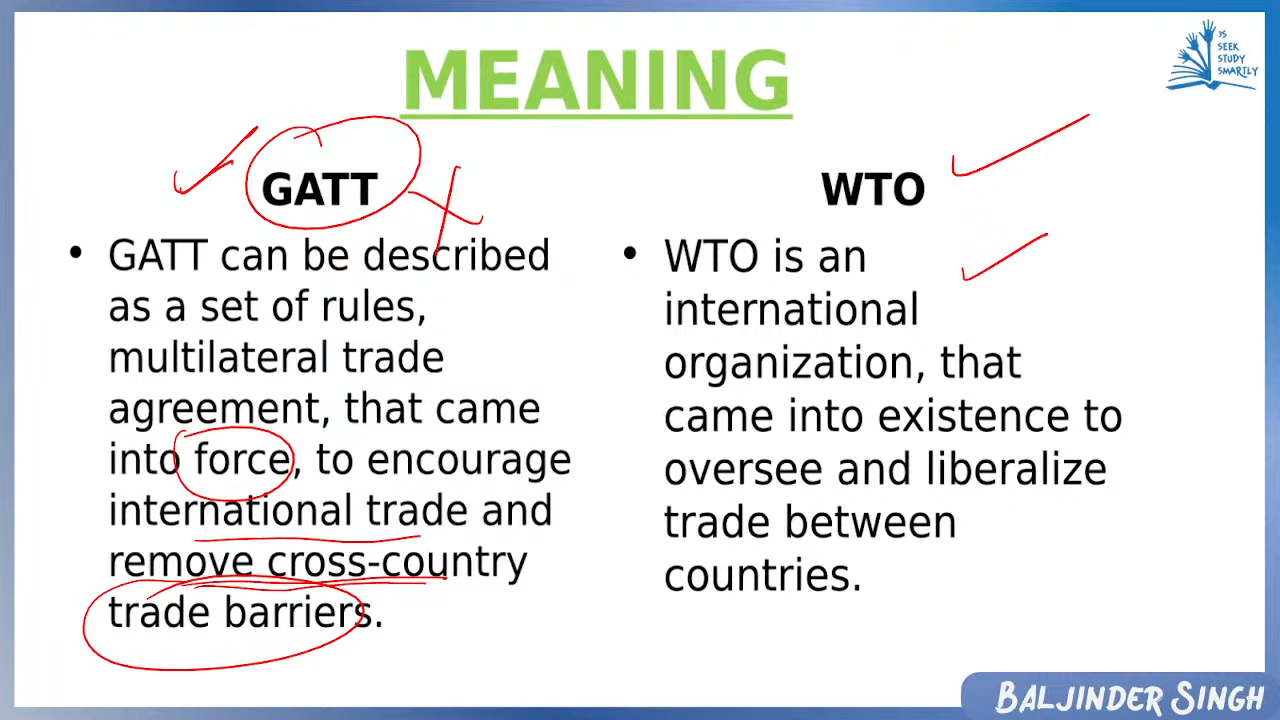 3S
SEEK
STUDY
SMARTLY
MEANING
GATT
• GATT can be described
as a set of rules,
multilateral trade
agreement, that came
into force, to encourage
international trade and
remove cross-country
trade barriers.
WTO
• WTO is an
international
organization, that
came into existence to
oversee and liberalize
trade between
countries.
BALJINDER SINGH